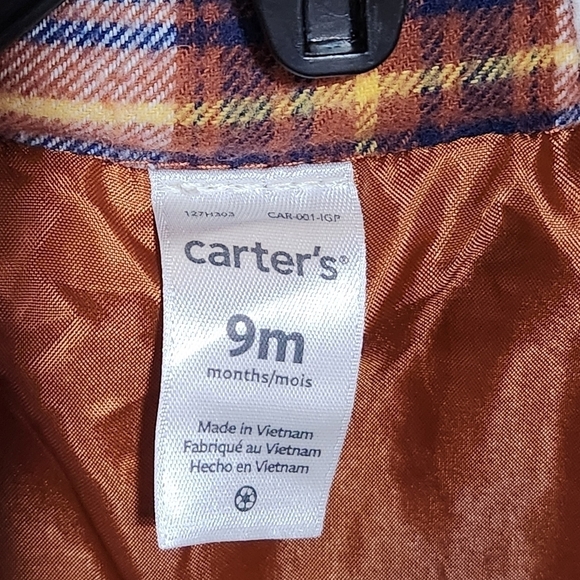 127H303 CAR-001-IGP
carter's®
9m
months/mois
Made in Vietnam
Fabriqué au Vietnam
Hecho en Vietnam